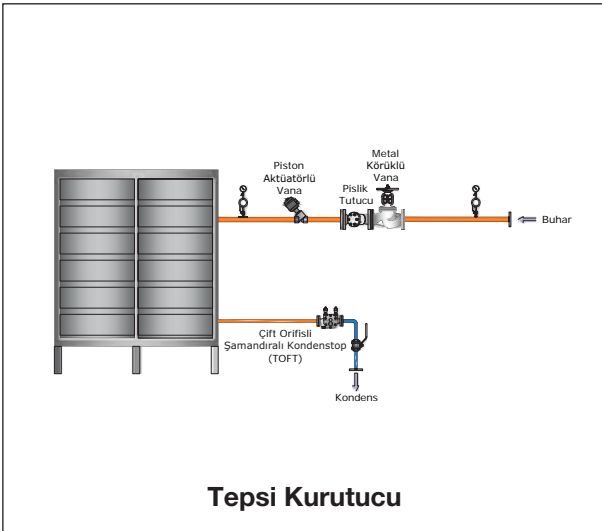 Metal
Körüklü
Vana
Piston
Aktüatörlü
Vana
Pislik
Tutucu
Buhar
Çift Orifisli
Şamandıralı Kondenstop
(TOFT)
Kondens
Tepsi Kurutucu